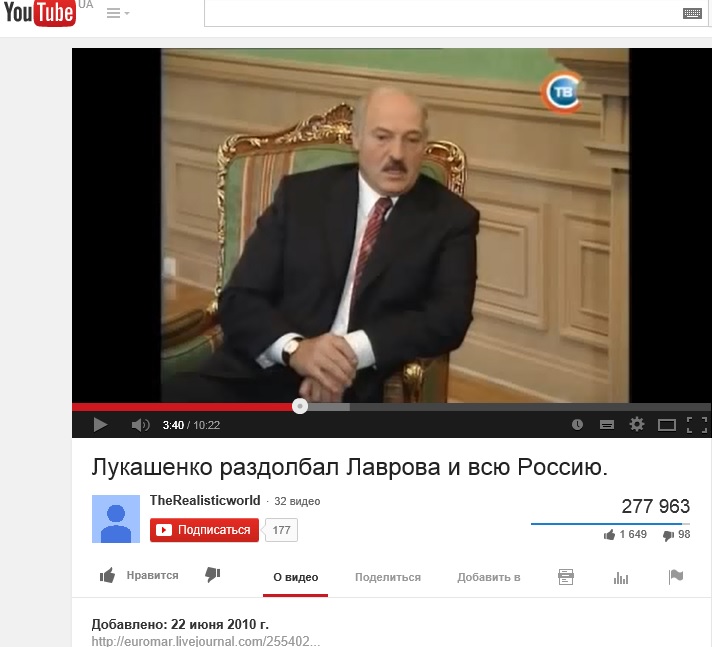 YouTube UA
ТВ
3:40 / 10:22
Лукашенко раздолбал Лаврова и всю Россию.
TheRealisticworld · 32 видео
277 963
Подписаться 177
1 649 98
Нравится
О видео
Поделиться
Добавить в
Добавлено: 22 июня 2010 г.
http://euromar.livejournal.com/255402...